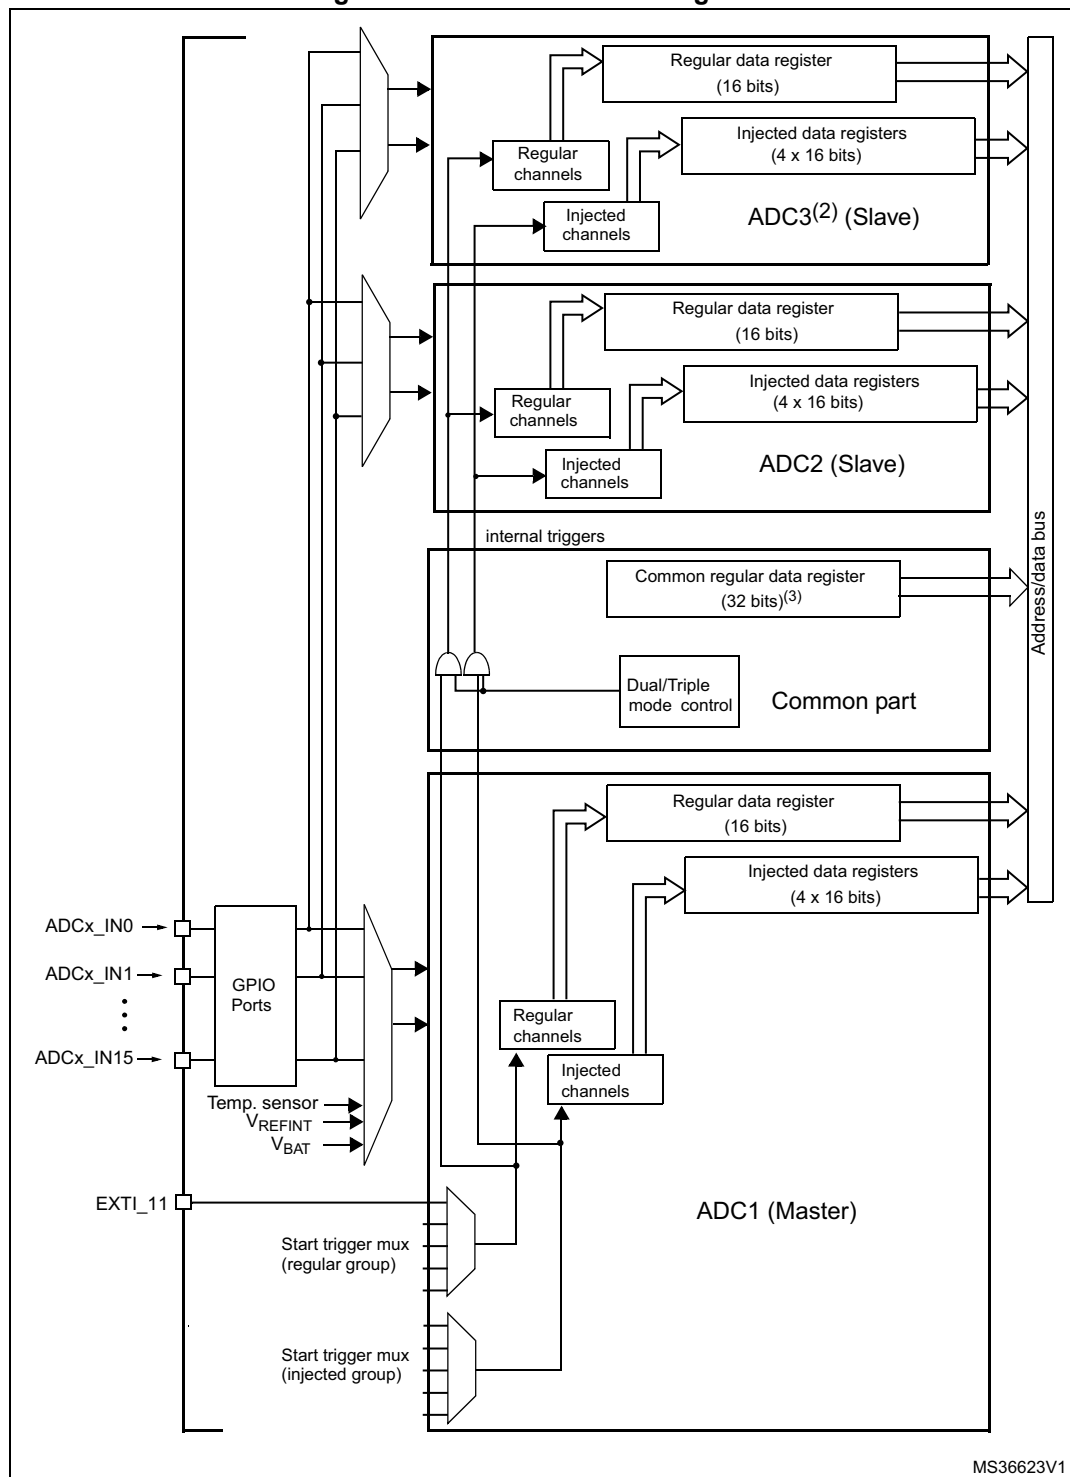 Regular data register
(16 bits)
Injected data registers
(4 x 16 bits)
Regular
channels
Injected
channels
ADC3(2) (Slave)
Regular data register
(16 bits)
Injected data registers
(4 x 16 bits)
Regular
channels
Injected
channels
ADC2 (Slave)
internal triggers
Common regular data register
(32 bits)(3)
Dual/Triple
mode control
Common part
Address/data bus
Regular data register
(16 bits)
Injected data registers
(4 x 16 bits)
ADCx_IN0
ADCx_IN1
ADCx_IN15
GPIO
Ports
Regular
channels
Injected
channels
Temp. sensor
VREFINT
VBAT
EXTI_11
ADC1 (Master)
Start trigger mux
(regular group)
Start trigger mux
(injected group)
MS36623V1